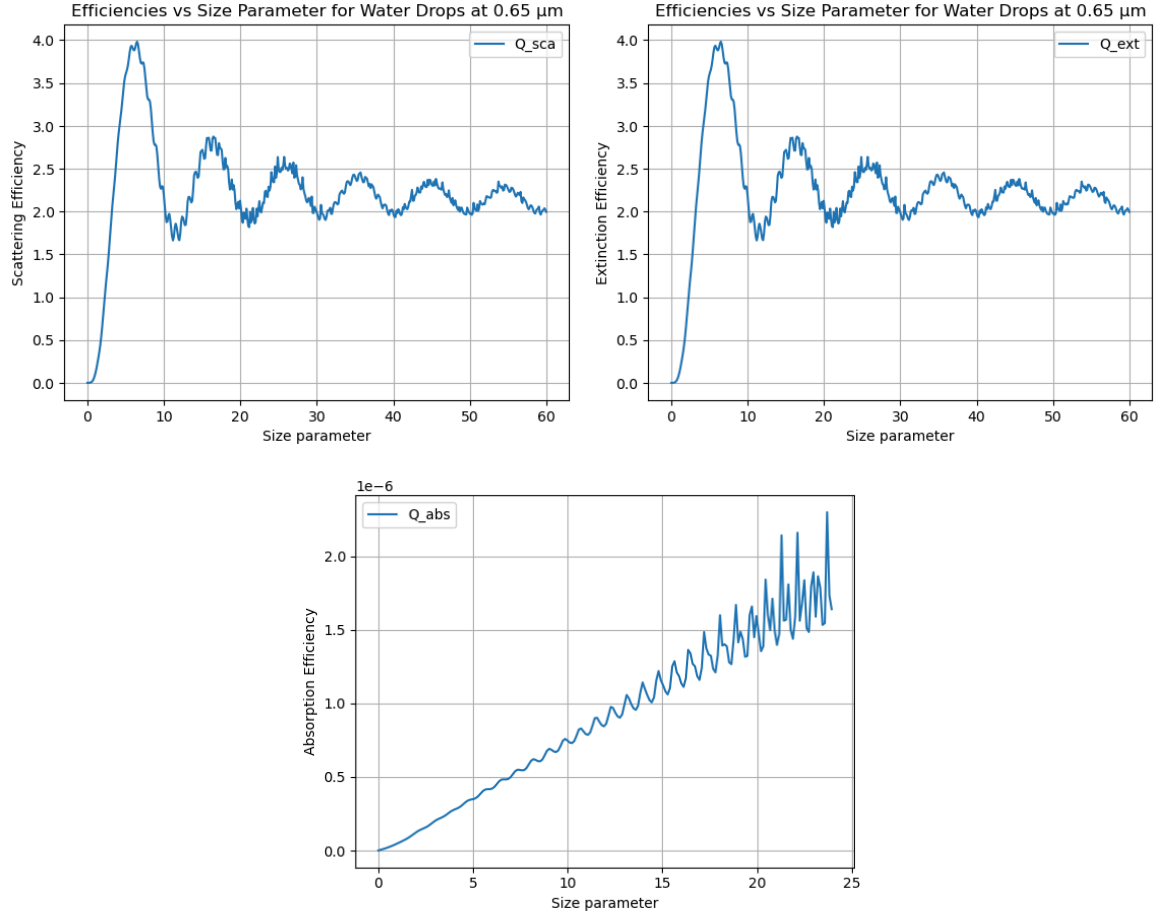 Efficiencies vs Size Parameter for Water Drops at 0.65 µm
Q_sca
Scattering Efficiency
4.0
3.5
3.0
2.5
2.0
1.5
1.0
0.5
0.0
0 10 20 30 40 50 60
Size parameter
Efficiencies vs Size Parameter for Water Drops at 0.65 µm
Q_ext
Extinction Efficiency
4.0
3.5
3.0
2.5
2.0
1.5
1.0
0.5
0.0
0 10 20 30 40 50 60
Size parameter
1e−6
Q_abs
Absorption Efficiency
2.0
1.5
1.0
0.5
0.0
0 5 10 15 20 25
Size parameter